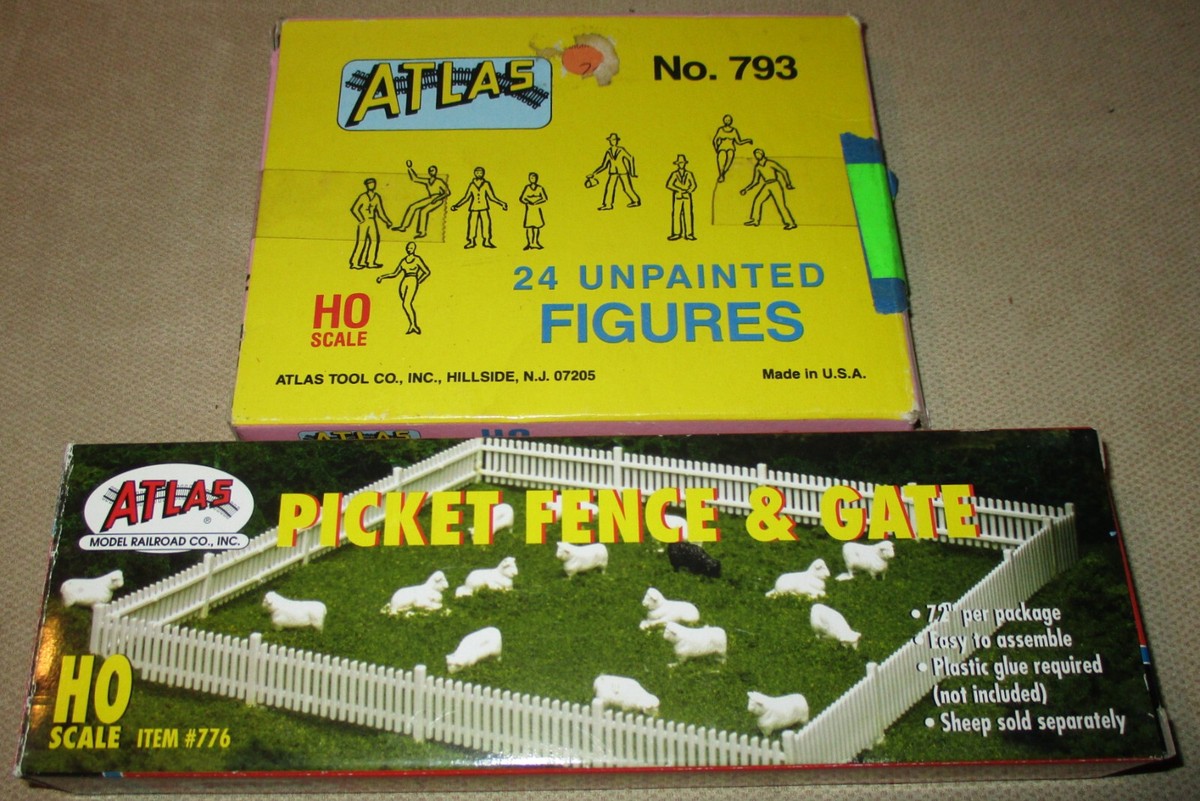 ATLAS
No. 793
24 UNPAINTED
FIGURES
HO
SCALE
ATLAS TOOL CO., INC., HILLSIDE, N.J. 07205
Made in U.S.A.
ATLAS HO
ATLAS
®
MODEL RAILROAD CO., INC.
PICKET FENCE & GATE
• 72" per package
• Easy to assemble
• Plastic glue required
(not included)
• Sheep sold separately
HO
SCALE ITEM #776